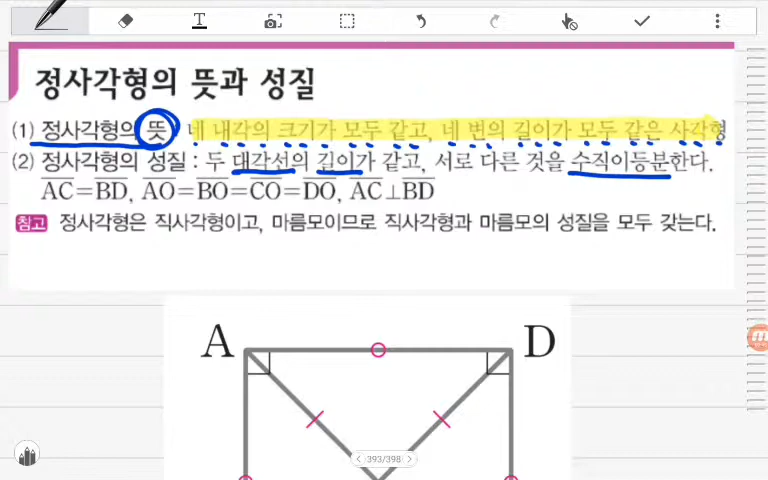 T
정사각형의 뜻과 성질
(1) 정사각형의 뜻 : 네 내각의 크기가 모두 같고, 네 변의 길이가 모두 같은 사각형
(2) 정사각형의 성질 : 두 대각선의 길이가 같고, 서로 다른 것을 수직이등분한다.
AC=BD, AO=BO=CO=DO, AC⊥BD
참고 정사각형은 직사각형이고, 마름모이므로 직사각형과 마름모의 성질을 모두 갖는다.
A D
393/398